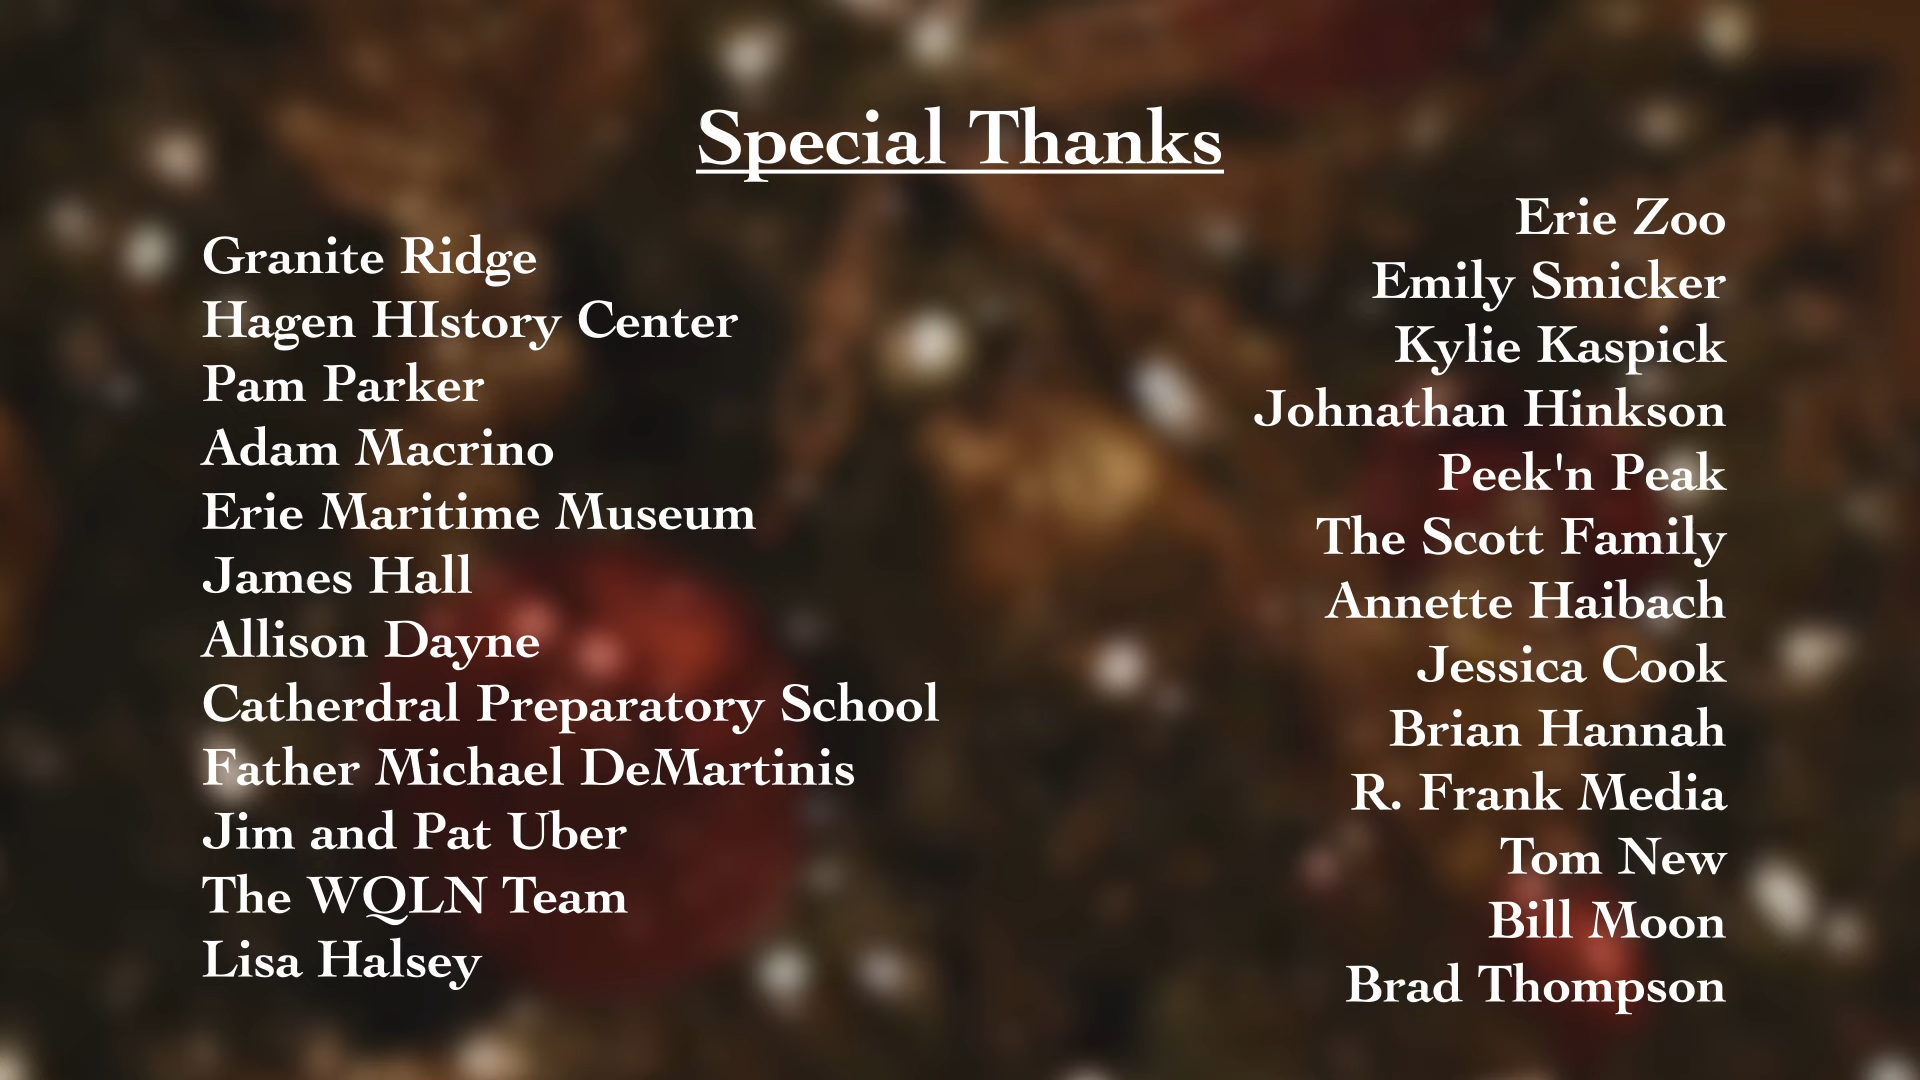 Special Thanks
Granite Ridge
Hagen HIstory Center
Pam Parker
Adam Macrino
Erie Maritime Museum
James Hall
Allison Dayne
Catherdral Preparatory School
Father Michael DeMartinis
Jim and Pat Uber
The WQLN Team
Lisa Halsey
Erie Zoo
Emily Smicker
Kylie Kaspick
Johnathan Hinkson
Peek'n Peak
The Scott Family
Annette Haibach
Jessica Cook
Brian Hannah
R. Frank Media
Tom New
Bill Moon
Brad Thompson